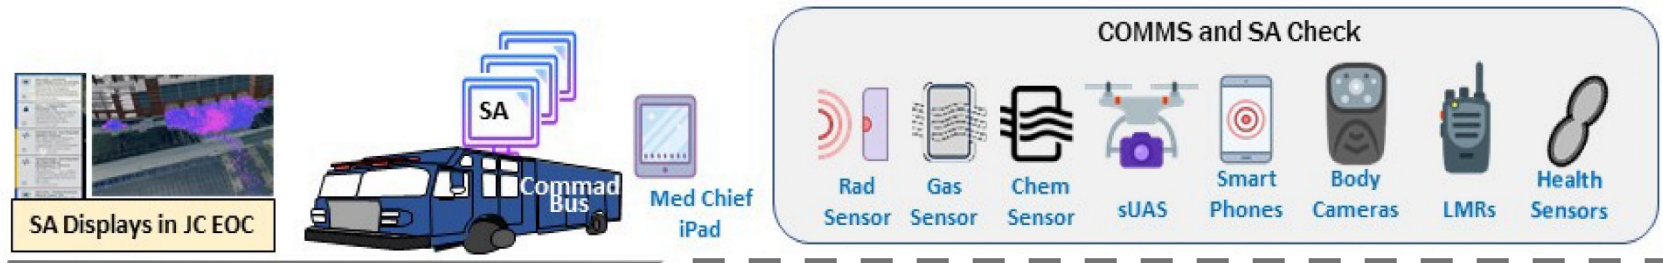 COMMS and SA Check
SA
Commad
Bus
SA Displays in JC EOC
Med Chief
iPad
Rad
Sensor
Gas
Sensor
Chem
Sensor
sUAS
Smart
Phones
Body
Cameras
LMRs
Health
Sensors